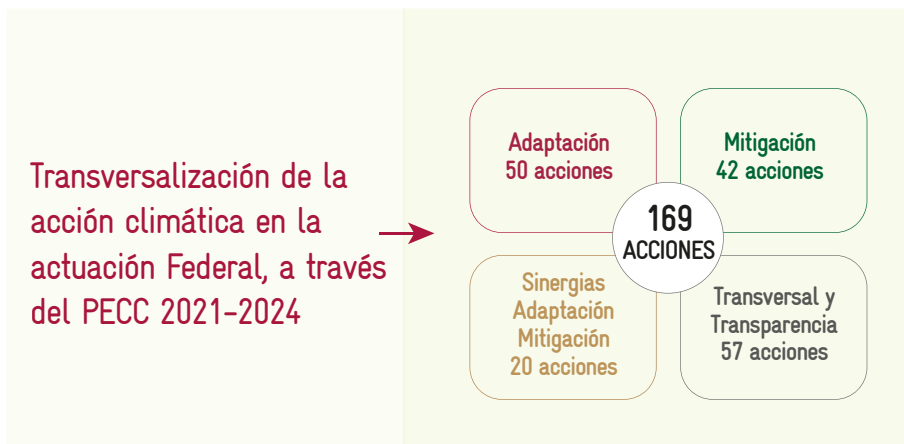 Transversalización de la
acción climática en la
actuación Federal, a través
del PECC 2021-2024
Adaptación
50 acciones
Mitigación
42 acciones
169
ACCIONES
Sinergias
Adaptación
Mitigación
20 acciones
Transversal y
Transparencia
57 acciones